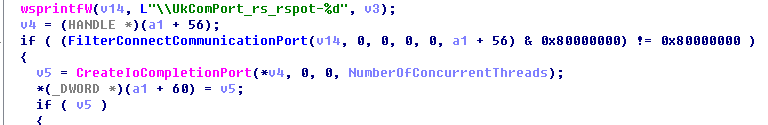 wsprintfW(v14, L"\\UkComPort_rs_rspot-%d", v3);
v4 = (HANDLE *)(a1 + 56);
if ( (FilterConnectCommunicationPort(v14, 0, 0, 0, 0, a1 + 56) & 0x80000000) != 0x80000000 )
{
v5 = CreateIoCompletionPort(*v4, 0, 0, NumberOfConcurrentThreads);
*(_DWORD *)(a1 + 60) = v5;
if ( v5 )
{